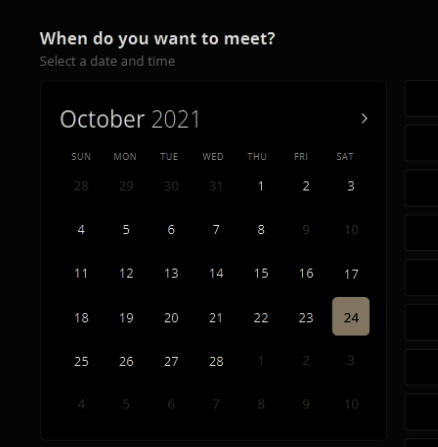 When do you want to meet?
Select a date and time
October 2021
SUN MON TUE WED THU FRI SAT
28 29 30 31 1 2 3
4 5 6 7 8 9 10
11 12 13 14 15 16 17
18 19 20 21 22 23 24
25 26 27 28 1 2 3
4 5 6 7 8 9 10